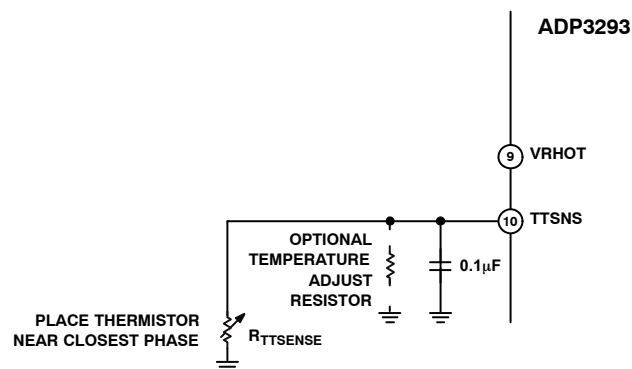 ADP3293
9 VRHOT
10 TTSNS
OPTIONAL
TEMPERATURE
ADJUST
RESISTOR
0.1μF
PLACE THERMISTOR
NEAR CLOSEST PHASE
RTTSENSE